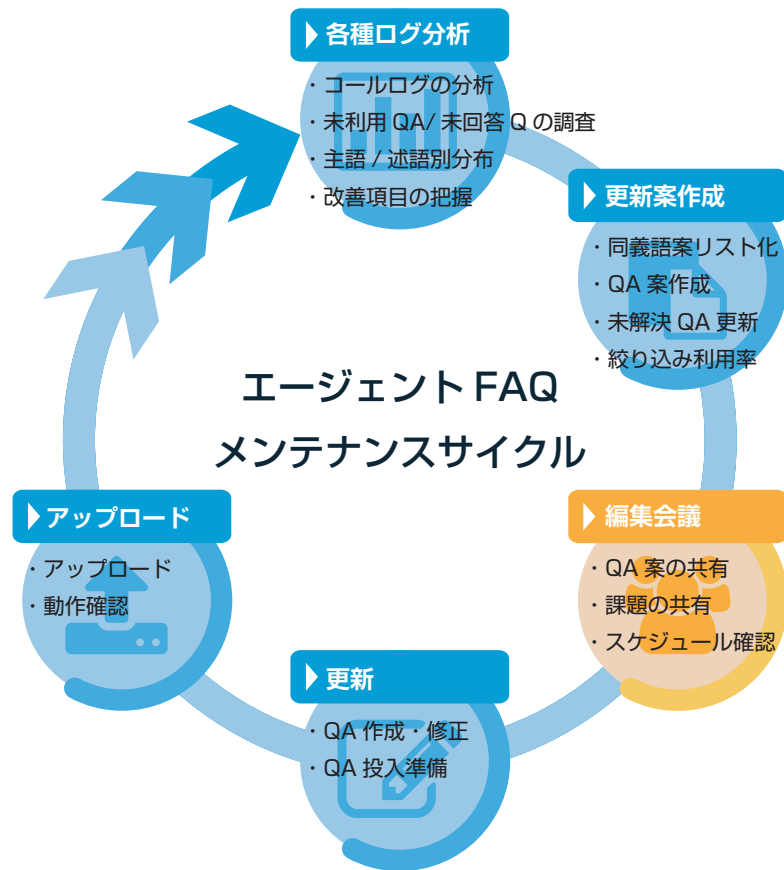 各種ログ分析
・コールログの分析
・未利用 QA/ 未回答 Q の調査
・主語 / 述語別分布
・改善項目の把握
更新案作成
・同義語案リスト化
・QA 案作成
・未解決 QA 更新
・絞り込み利用率
エージェント FAQ
メンテナンスサイクル
編集会議
・QA 案の共有
・課題の共有
・スケジュール確認
更新
・QA 作成・修正
・QA 投入準備
アップロード
・アップロード
・動作確認